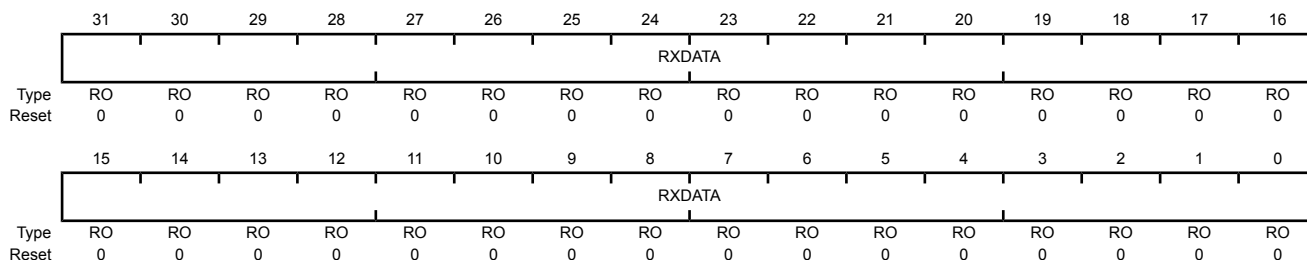 31 30 29 28 27 26 25 24 23 22 21 20 19 18 17 16
RXDATA
Type RO RO RO RO RO RO RO RO RO RO RO RO RO RO RO RO
Reset 0 0 0 0 0 0 0 0 0 0 0 0 0 0 0 0
15 14 13 12 11 10 9 8 7 6 5 4 3 2 1 0
RXDATA
Type RO RO RO RO RO RO RO RO RO RO RO RO RO RO RO RO
Reset 0 0 0 0 0 0 0 0 0 0 0 0 0 0 0 0